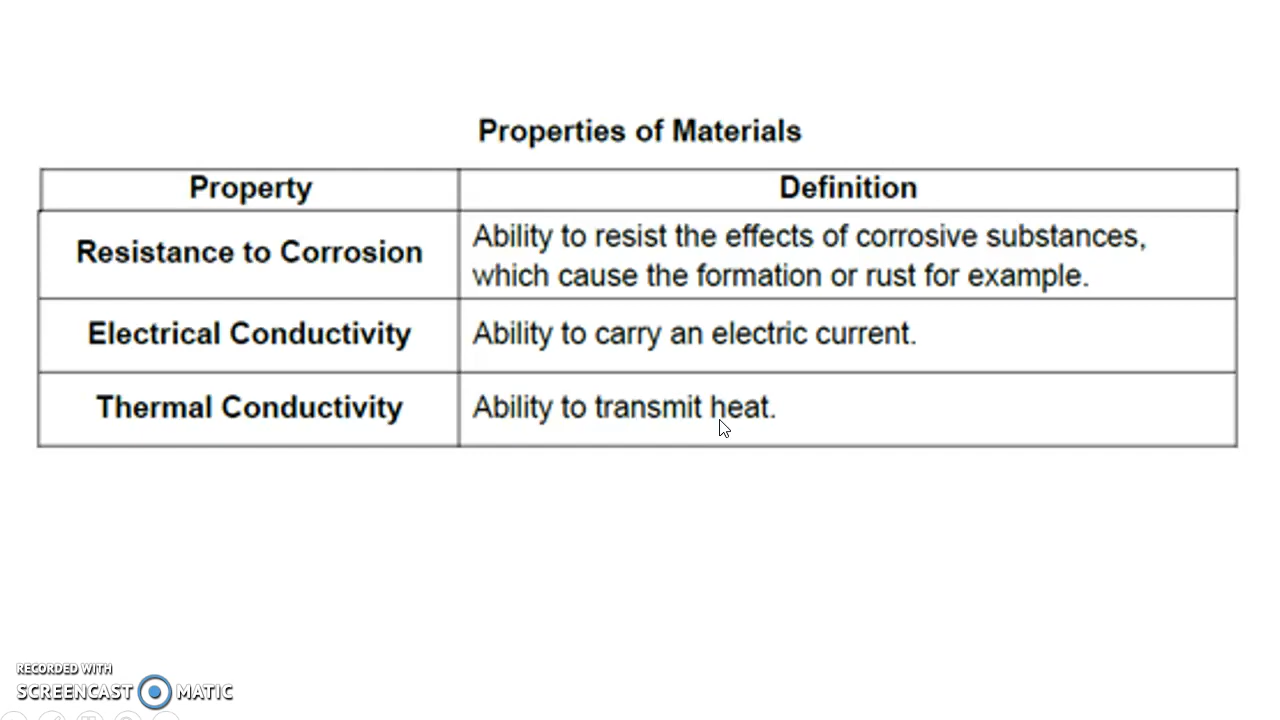 Properties of Materials
Property Definition
Resistance to Corrosion
Ability to resist the effects of corrosive substances,
which cause the formation or rust for example.
Electrical Conductivity Ability to carry an electric current.
Thermal Conductivity Ability to transmit heat.
RECORDED WITH
SCREENCAST MATIC